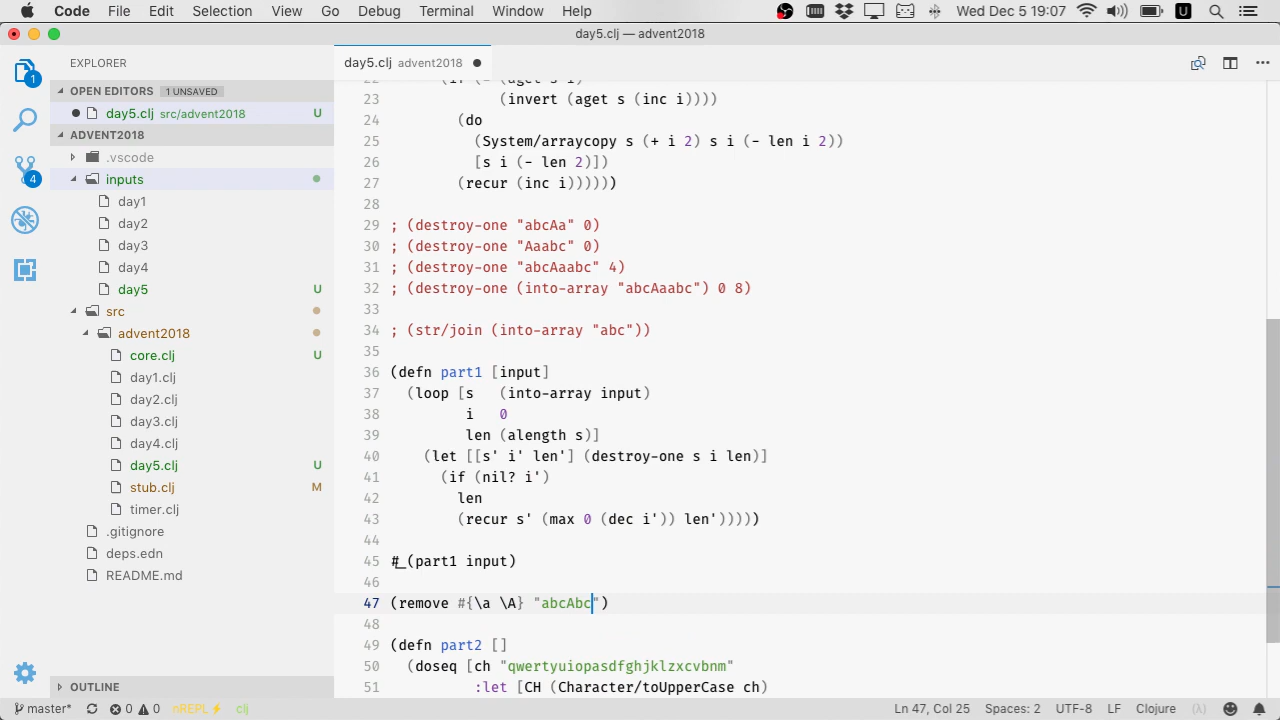 Code File Edit Selection View Go Debug Terminal Window Help Wed Dec 5 19:07 U
day5.clj — advent2018
EXPLORER
OPEN EDITORS 1 UNSAVED
day5.clj src/advent2018 U
ADVENT2018
.vscode
inputs
day1
day2
day3
day4
day5 U
src
advent2018
core.clj U
day1.clj
day2.clj
day3.clj
day4.clj
day5.clj U
stub.clj M
timer.clj
.gitignore
deps.edn
README.md
OUTLINE
1
4
day5.clj advent2018
22 (if (= (aget s i)
23 (invert (aget s (inc i))))
24 (do
25 (System/arraycopy s (+ i 2) s i (- len i 2))
26 [s i (- len 2)])
27 (recur (inc i))))))
28
29 ; (destroy-one "abcAa" 0)
30 ; (destroy-one "Aaabc" 0)
31 ; (destroy-one "abcAaabc" 4)
32 ; (destroy-one (into-array "abcAaabc") 0 8)
33
34 ; (str/join (into-array "abc"))
35
36 (defn part1 [input]
37 (loop [s (into-array input)
38 i 0
39 len (alength s)]
40 (let [[s' i' len'] (destroy-one s i len)]
41 (if (nil? i')
42 len
43 (recur s' (max 0 (dec i')) len')))))
44
45 #_(part1 input)
46
47 (remove #{\a \A} "abcAbc")
48
49 (defn part2 []
50 (doseq [ch "qwertyuiopasdfghjklzxcvbnm"
51 :let [CH (Character/toUpperCase ch)
master* 0 0 nREPL⚡ clj Ln 47, Col 25 Spaces: 2 UTF-8 LF Clojure (λ)